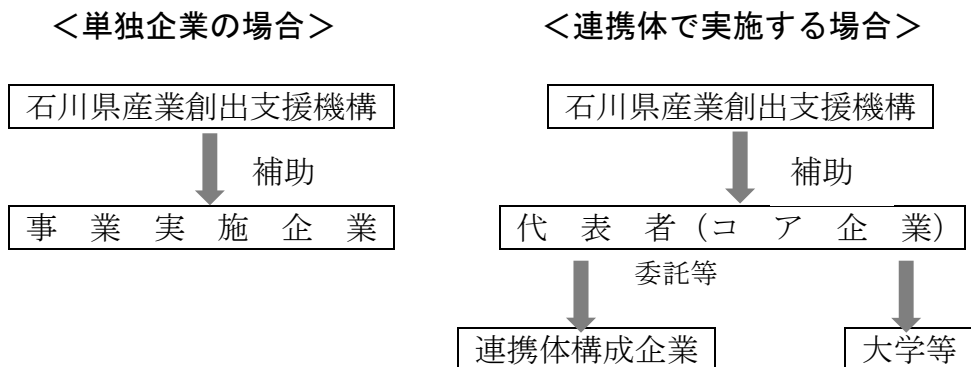 ＜単独企業の場合＞
石川県産業創出支援機構
補助
事業実施企業
＜連携体で実施する場合＞
石川県産業創出支援機構
補助
代表者（コア企業）
委託等
連携体構成企業
大学等